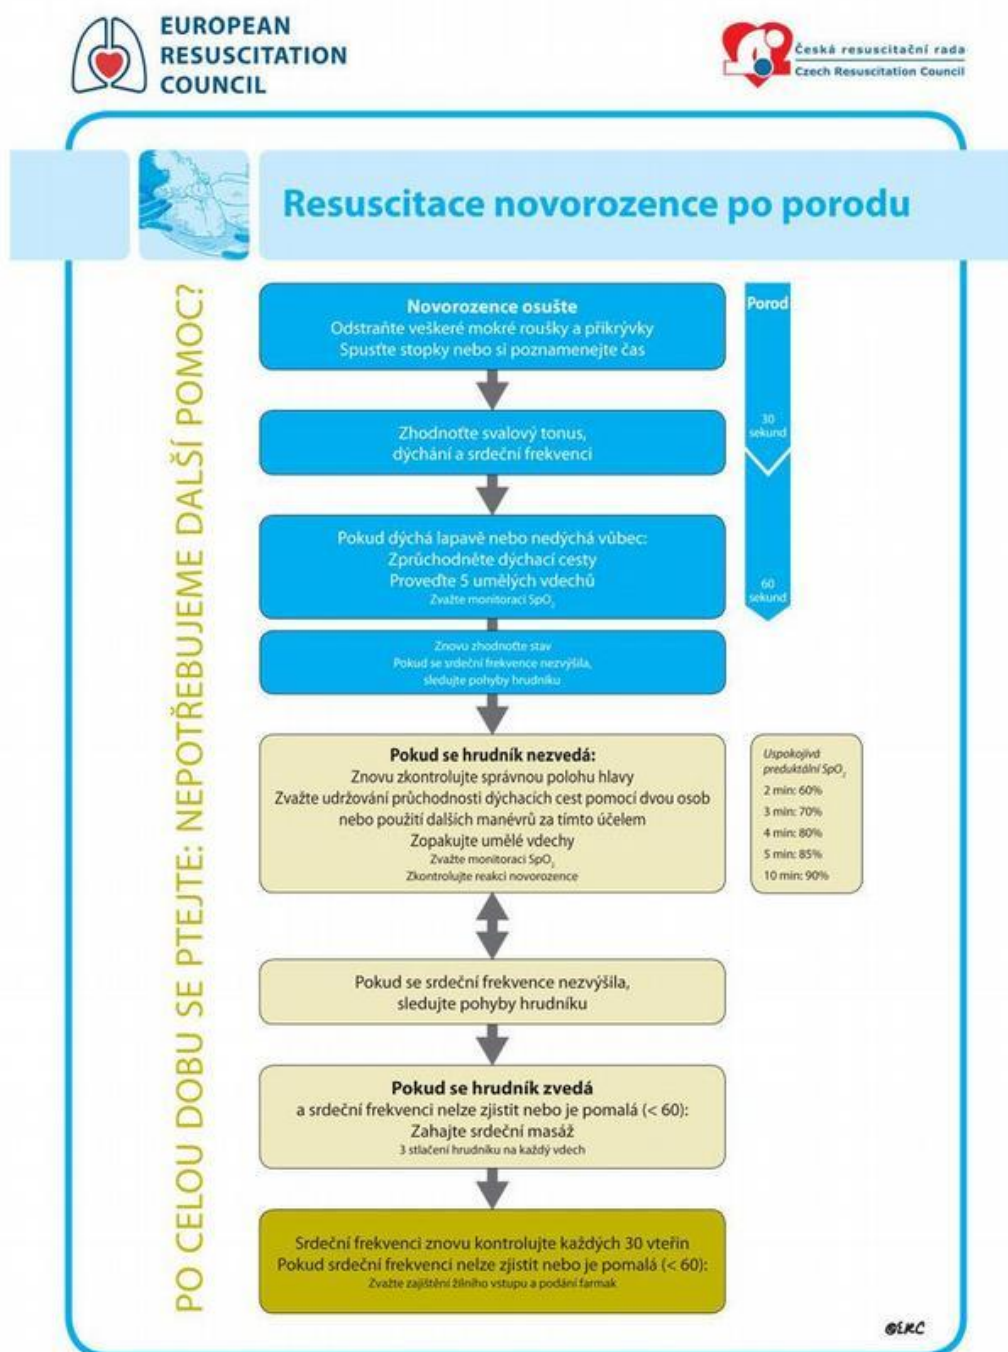 EUROPEAN
RESUSCITATION
COUNCIL
Česká resuscitační rada
Czech Resuscitation Council
Resuscitace novorozence po porodu
PO CELOU DOBU SE PTEJTE: NEPOTŘEBUJEME DALŠÍ POMOC?
Novorozence osušte
Odstraňte veškeré mokré roušky a přikrývky
Spusťte stopky nebo si poznamenejte čas
Porod
Zhodnoťte svalový tonus,
dýchání a srdeční frekvenci
30
sekund
Pokud dýchá lapavě nebo nedýchá vůbec:
Zprůchodněte dýchací cesty
Proveďte 5 umělých vdechů
Zvažte monitoraci SpO₂
60
sekund
Znovu zhodnoťte stav
Pokud se srdeční frekvence nezvýšila,
sledujte pohyby hrudníku
Pokud se hrudník nezvedá:
Znovu zkontrolujte správnou polohu hlavy
Zvažte udržování průchodnosti dýchacích cest pomocí dvou osob
nebo použití dalších manévrů za tímto účelem
Zopakujte umělé vdechy
Zvažte monitoraci SpO₂
Zkontrolujte reakci novorozence
Uspokojivá
preduktální SpO₂
2 min: 60%
3 min: 70%
4 min: 80%
5 min: 85%
10 min: 90%
Pokud se srdeční frekvence nezvýšila,
sledujte pohyby hrudníku
Pokud se hrudník zvedá
a srdeční frekvenci nelze zjistit nebo je pomalá (< 60):
Zahajte srdeční masáž
3 stlačení hrudníku na každý vdech
Srdeční frekvenci znovu kontrolujte každých 30 vteřin
Pokud srdeční frekvenci nelze zjistit nebo je pomalá (< 60):
Zvažte zajištění žilního vstupu a podání farmak
©ERC